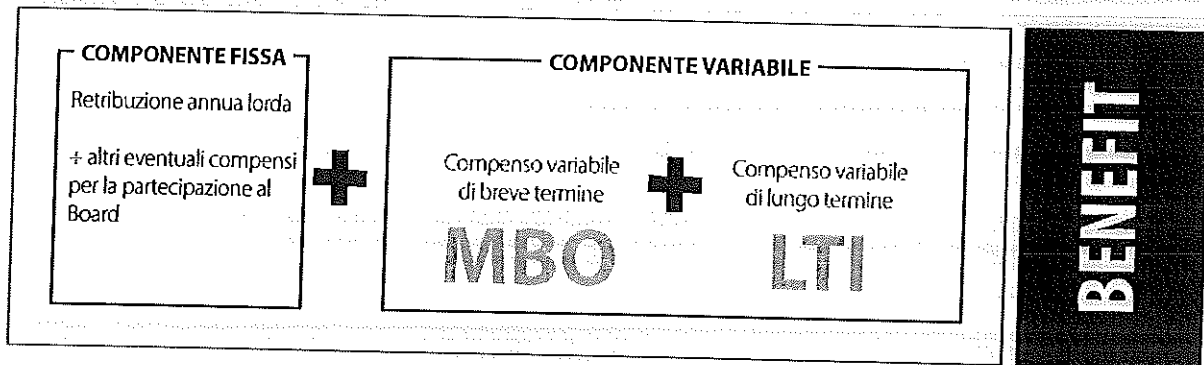 COMPONENTE FISSA
Retribuzione annua lorda
+ altri eventuali compensi
per la partecipazione al
Board
COMPONENTE VARIABILE
Compenso variabile
di breve termine
MBO
Compenso variabile
di lungo termine
LTI
BENEFIT